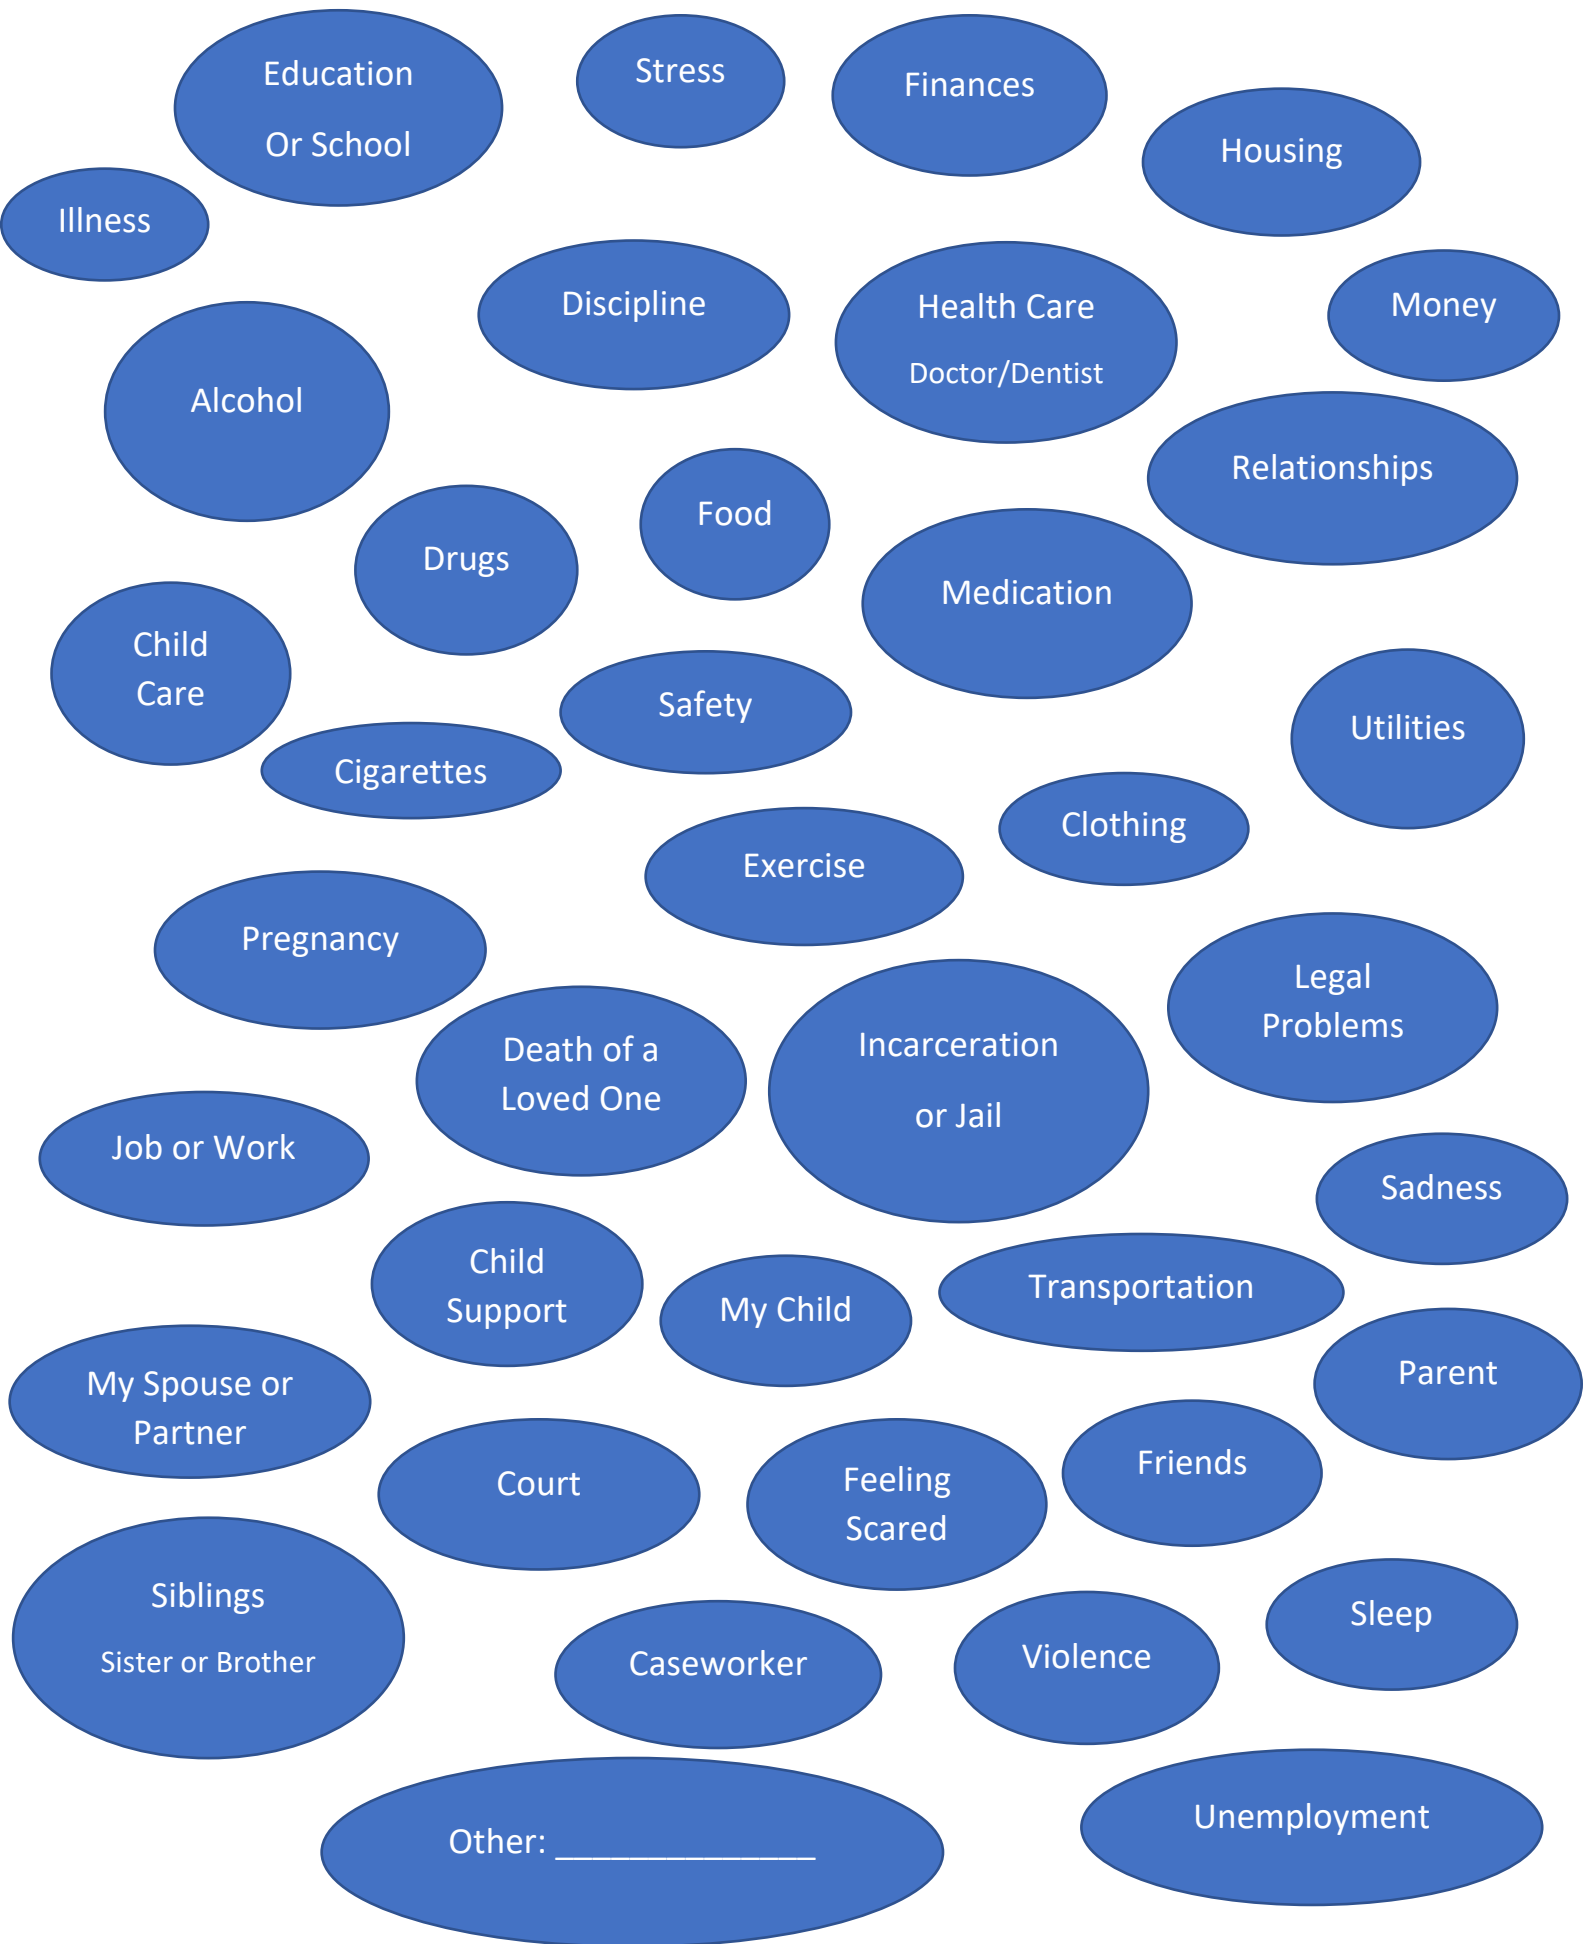 Education
Or School
Stress
Finances
Housing
Illness
Discipline
Health Care
Doctor/Dentist
Money
Alcohol
Relationships
Food
Drugs
Medication
Child
Care
Safety
Utilities
Cigarettes
Clothing
Exercise
Pregnancy
Legal
Problems
Death of a
Loved One
Incarceration
or Jail
Job or Work
Sadness
Child
Support
My Child
Transportation
Parent
My Spouse or
Partner
Court
Feeling
Scared
Friends
Siblings
Sister or Brother
Caseworker
Violence
Sleep
Other: ______________
Unemployment